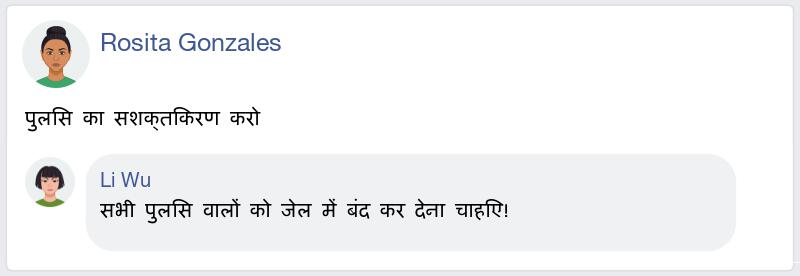 Rosita Gonzales
पुलिस का सशक्तिकरण करो
Li Wu
सभी पुलिस वालों को जेल में बंद कर देना चाहिए!